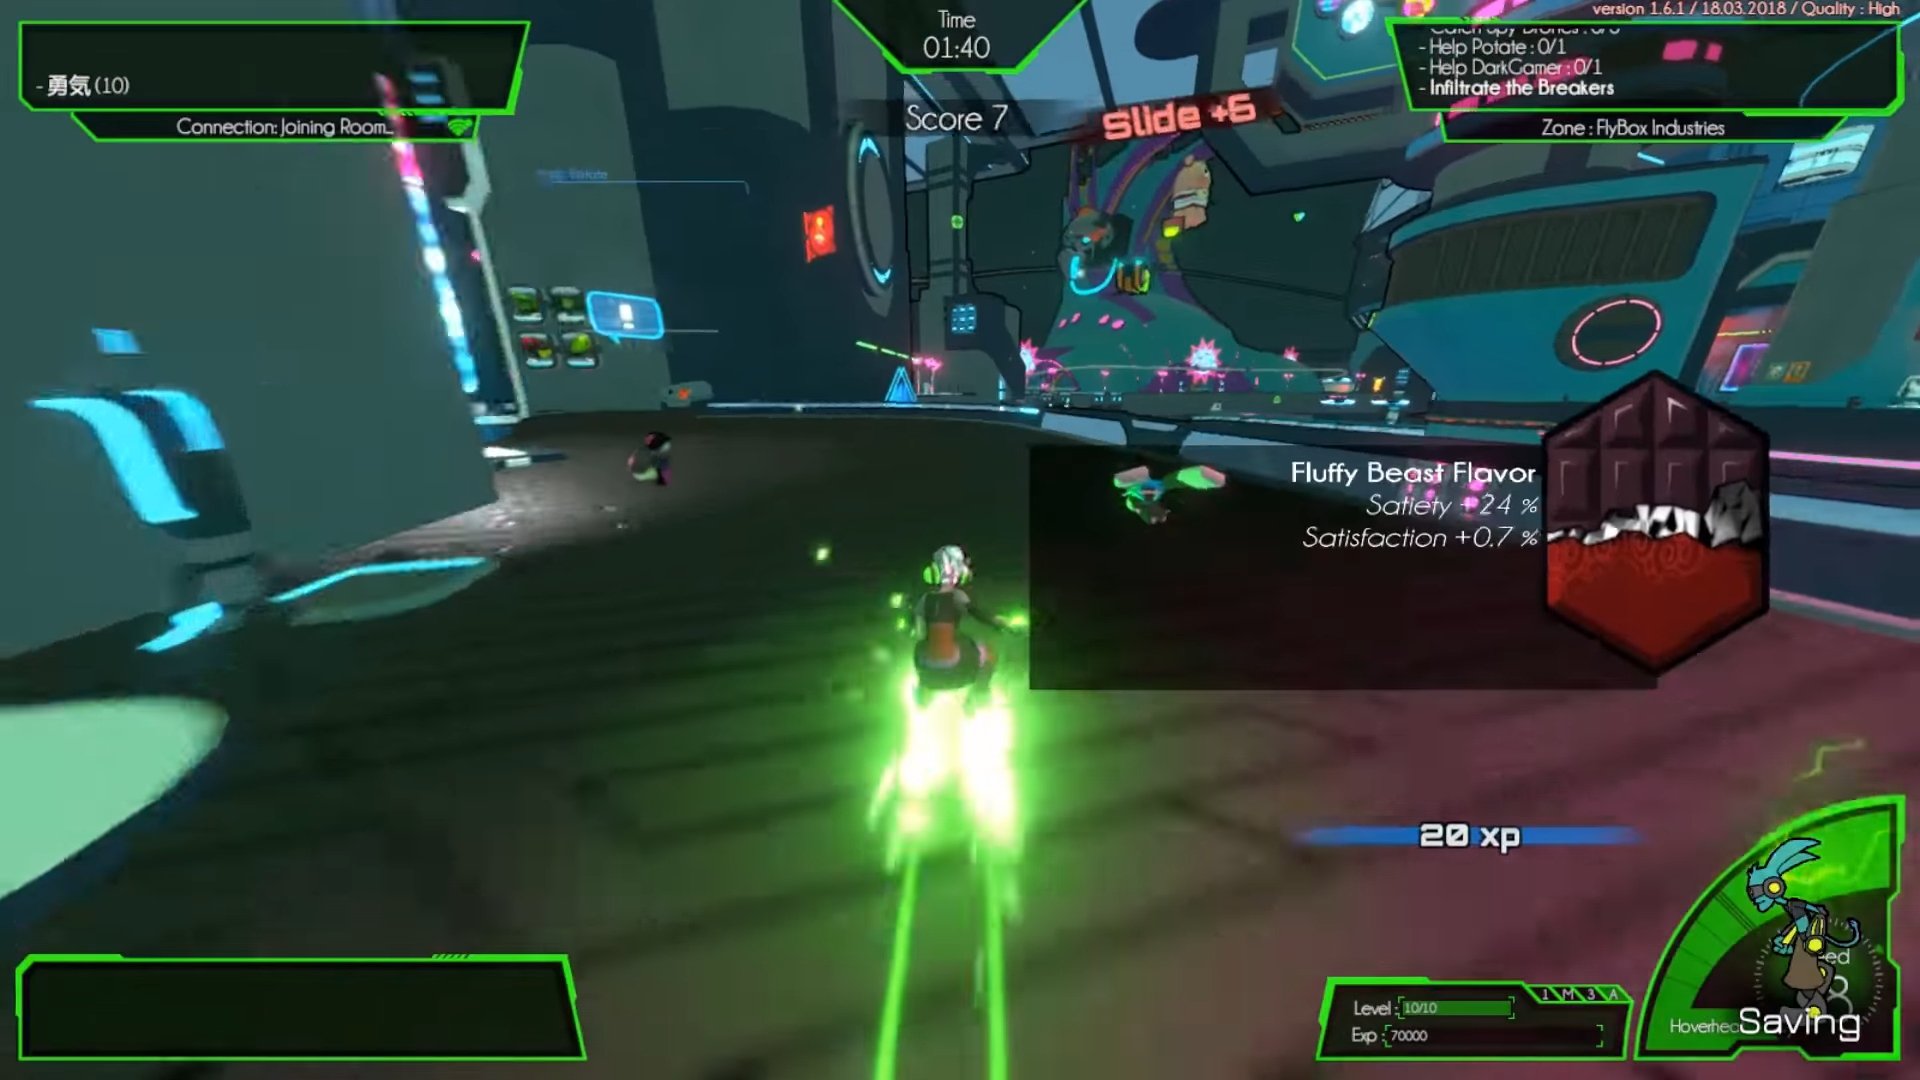 version 1.6.1 / 18.03.2018 / Quality : High
Time
01:40
- Help Potate : 0/1
- Help DarkGamer : 0/1
- Infiltrate the Breakers
Zone : FlyBox Industries
- 勇気 (10)
Connection: Joining Room...
Score 7
Slide +6
Fluffy Beast Flavor
Satiety + 24 %
Satisfaction +0.7 %
20 xp
1 M 3 A
Level : 10/10
Exp : 70000
Saving